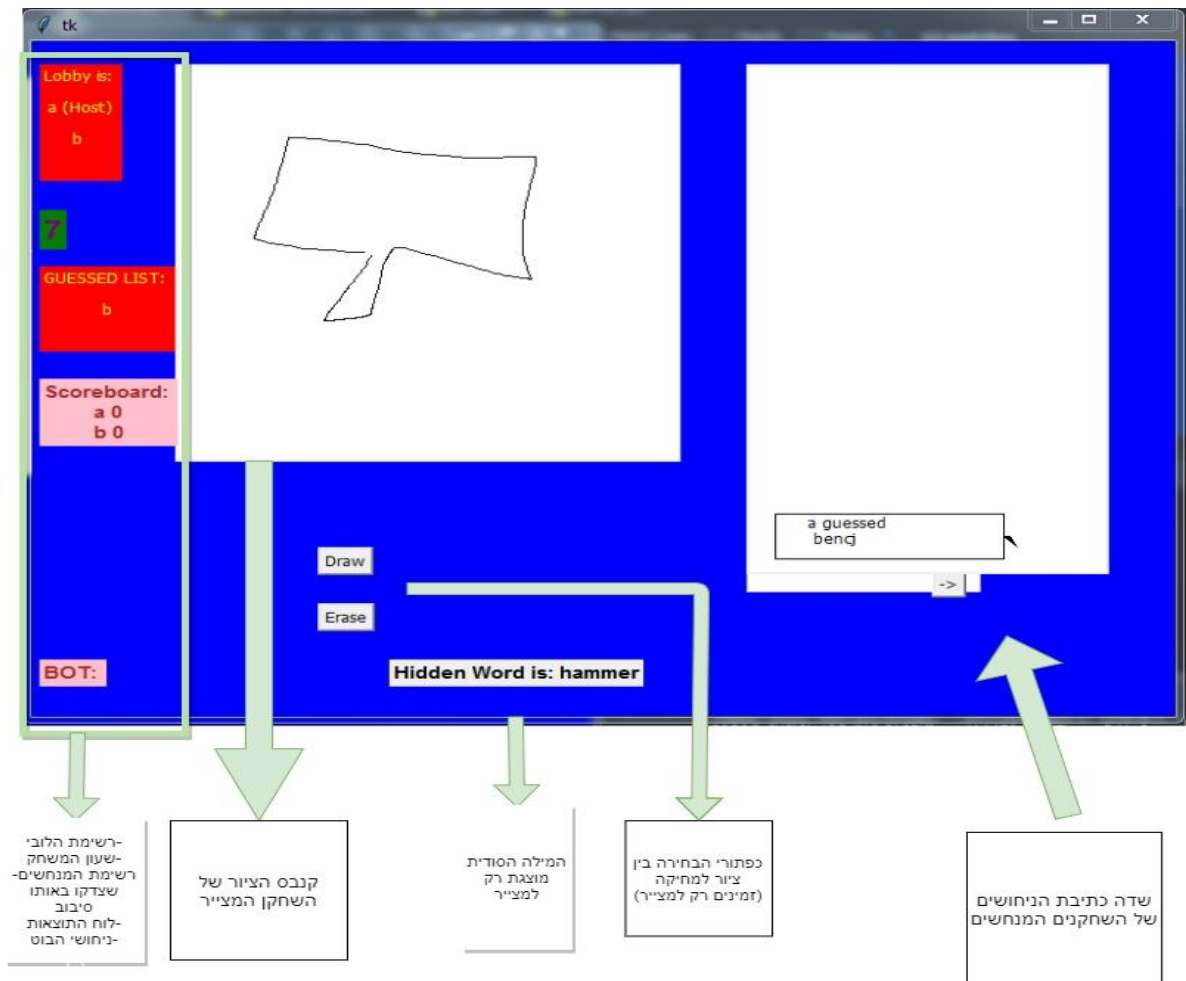 tk
Lobby is:
a (Host)
b
7
GUESSED LIST:
b
Scoreboard:
a 0
b 0
BOT:
Draw
Erase
Hidden Word is: hammer
a guessed
bencj
->
-רשימת הלובי
-שעון המשחק
רשימת המנחשים-
שצדקו באותו
סיבוב
-לוח התוצאות
-ניחושי הבוט
קנבס הציור של
השחקן המצייר
המילה הסודית
מוצגת רק
למצייר
כפתורי הבחירה בין
ציור למחיקה
(זמינים רק למצייר)
שדה כתיבת הניחושים
של השחקנים המנחשים